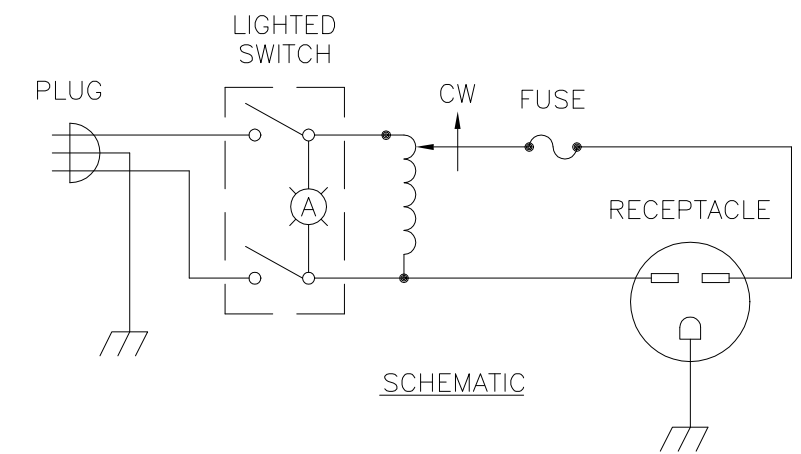 LIGHTED
SWITCH
PLUG
CW
FUSE
A
RECEPTACLE
SCHEMATIC